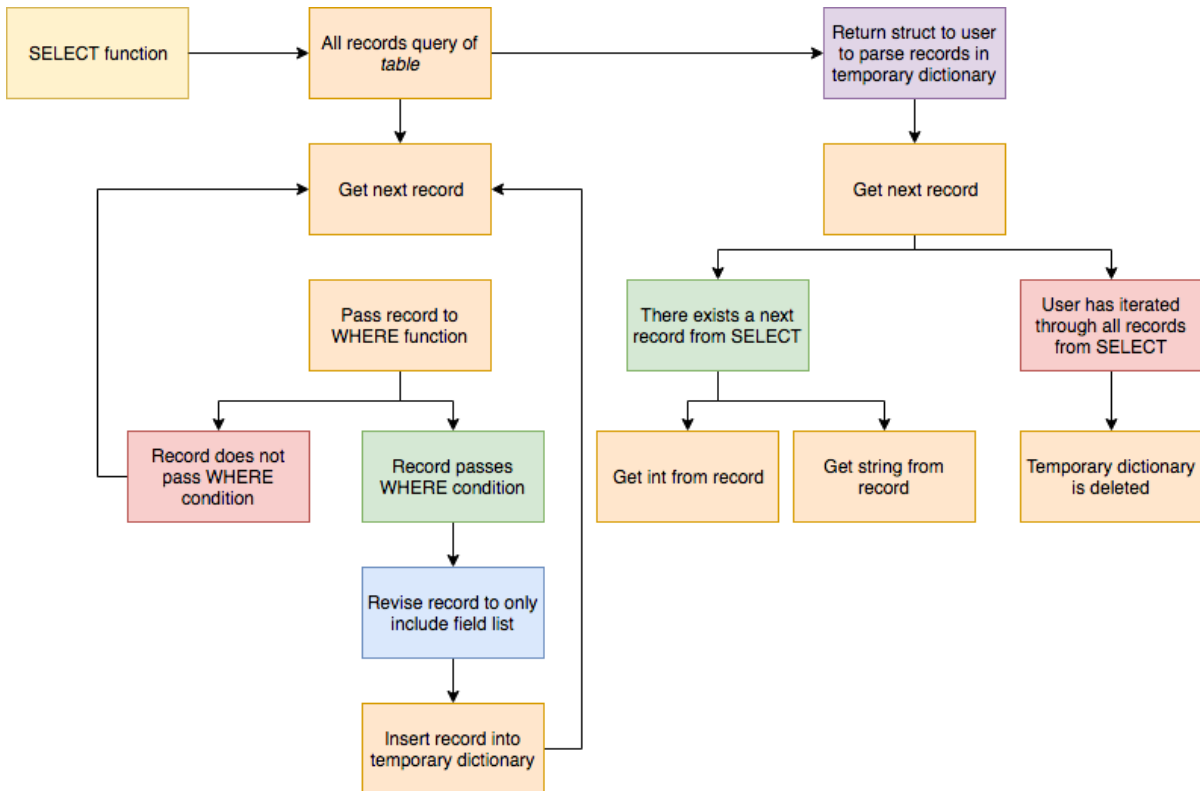 SELECT function
All records query of
table
Return struct to user
to parse records in
temporary dictionary
Get next record
Get next record
Pass record to
WHERE function
There exists a next
record from SELECT
User has iterated
through all records
from SELECT
Record does not
pass WHERE
condition
Record passes
WHERE condition
Get int from record
Get string from
record
Temporary dictionary
is deleted
Revise record to only
include field list
Insert record into
temporary dictionary